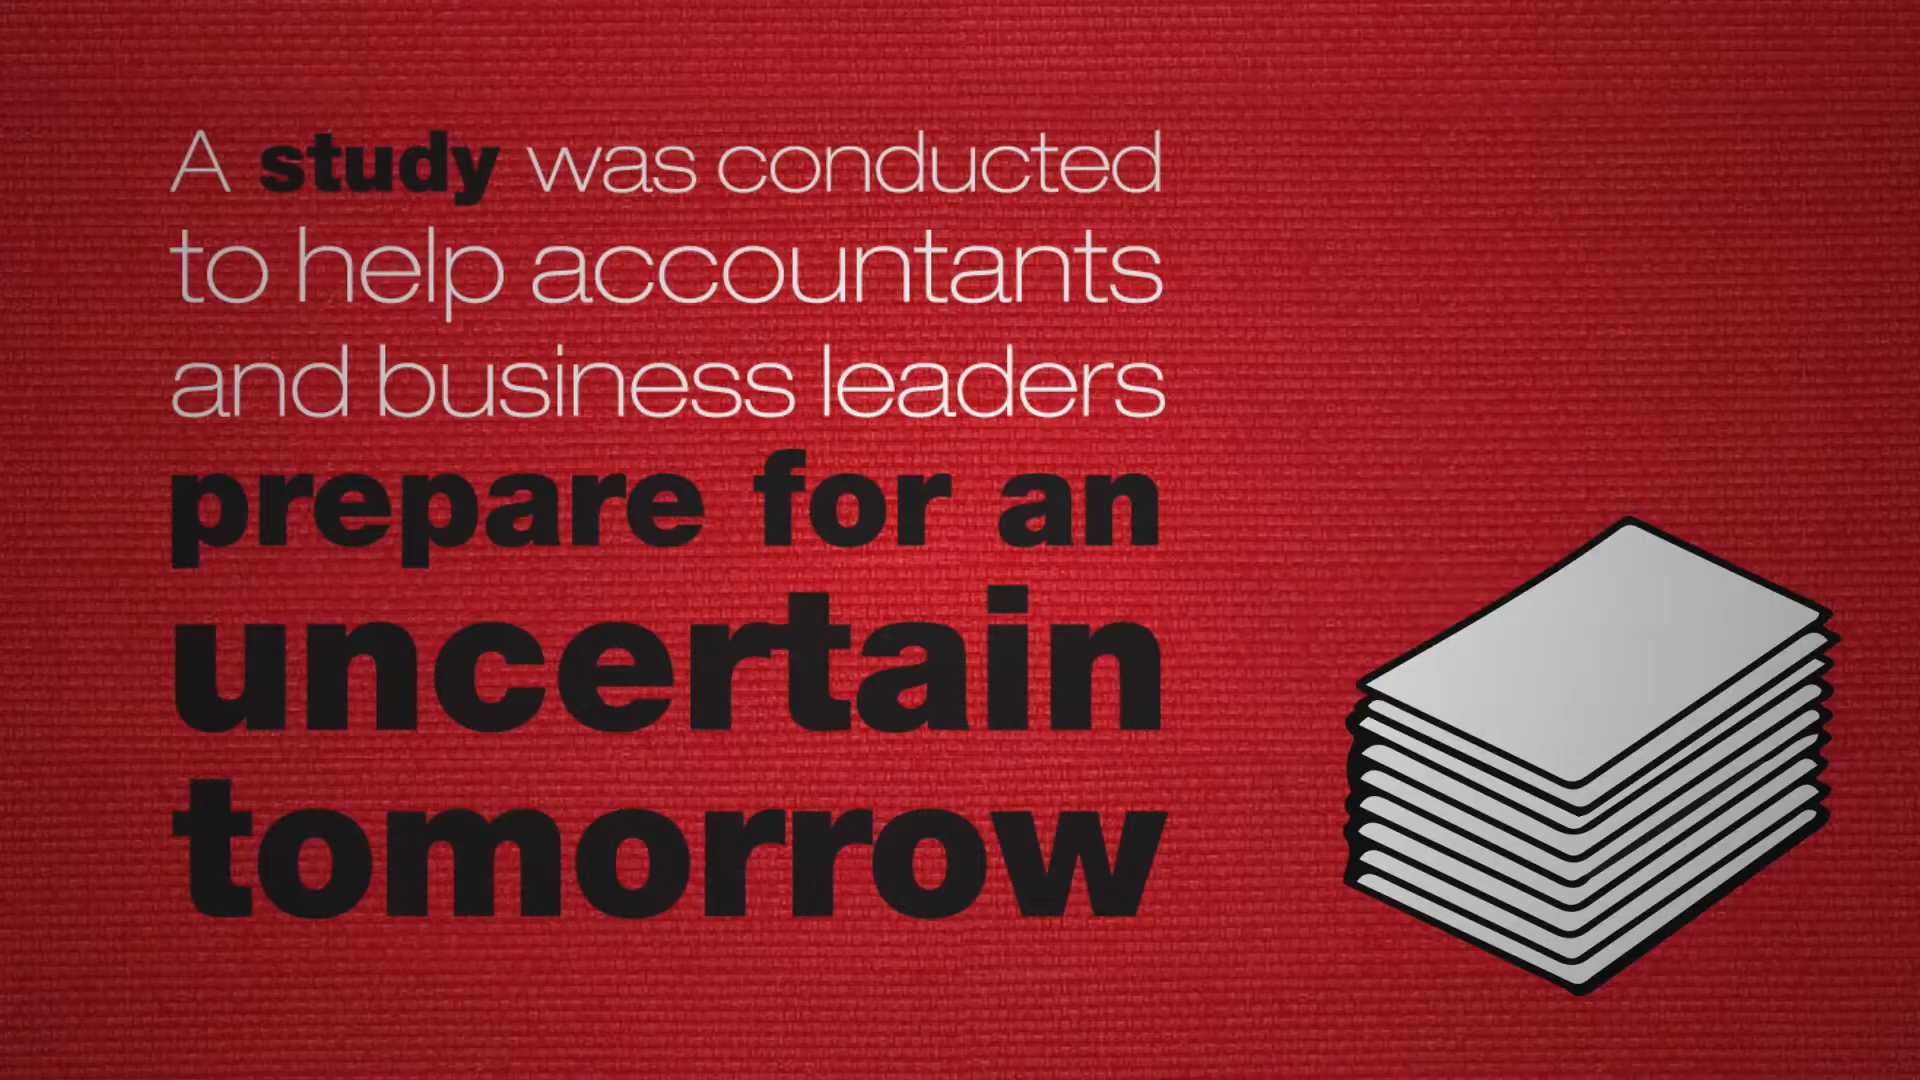 A study was conducted
to help accountants
and business leaders
prepare for an
uncertain
tomorrow